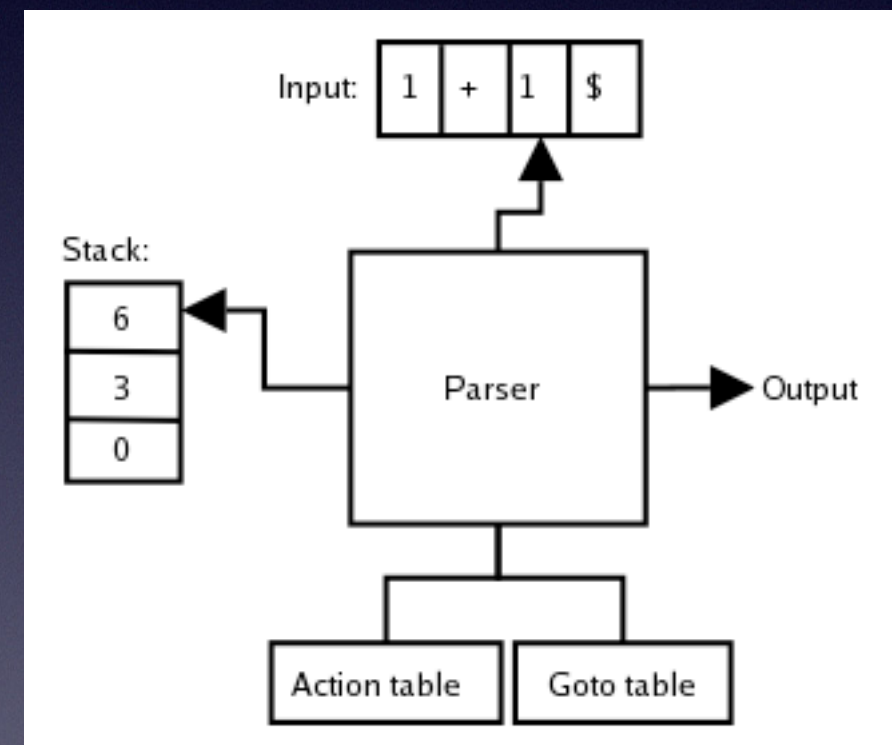 Input: 1 + 1 $
Stack:
6
3
0
Parser
Output
Action table
Goto table